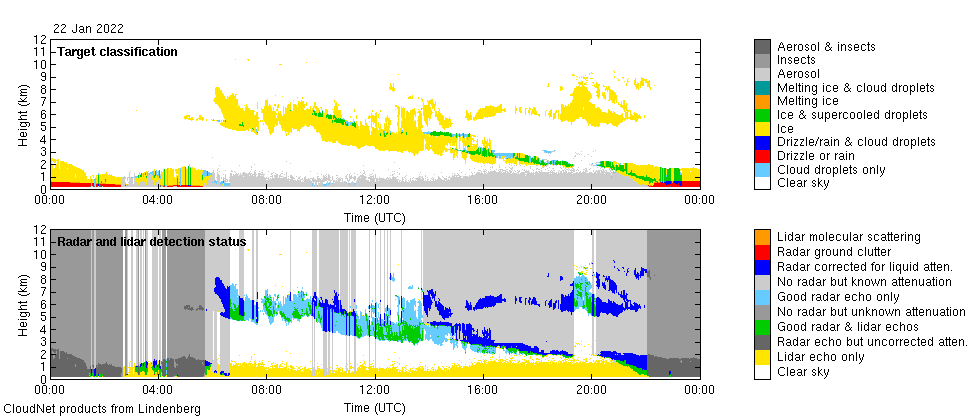 22 Jan 2022
Target classification
Height (km)
12
11
10
9
8
7
6
5
4
3
2
1
0
00:00 04:00 08:00 12:00 16:00 20:00 00:00
Time (UTC)
Aerosol & insects
Insects
Aerosol
Melting ice & cloud droplets
Melting ice
Ice & supercooled droplets
Ice
Drizzle/rain & cloud droplets
Drizzle or rain
Cloud droplets only
Clear sky
Radar and lidar detection status
Height (km)
12
11
10
9
8
7
6
5
4
3
2
1
0
00:00 04:00 08:00 12:00 16:00 20:00 00:00
Time (UTC)
Lidar molecular scattering
Radar ground clutter
Radar corrected for liquid atten.
No radar but known attenuation
Good radar echo only
No radar but unknown attenuation
Good radar & lidar echos
Radar echo but uncorrected atten.
Lidar echo only
Clear sky
CloudNet products from Lindenberg